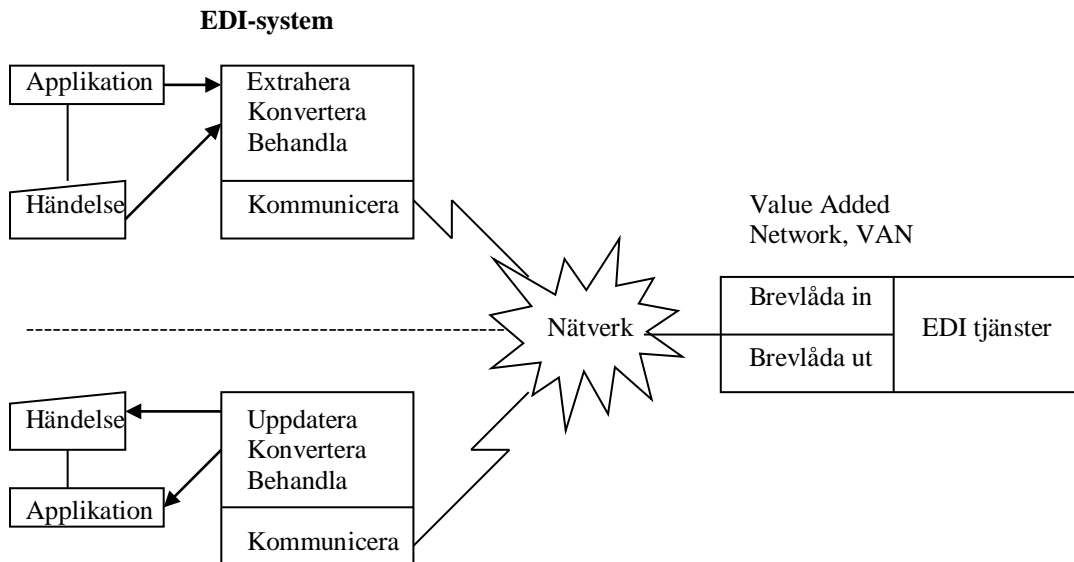 EDI-system
Applikation
Extrahera
Konvertera
Behandla
Händelse
Kommunicera
Value Added
Network, VAN
Brevlåda in
Brevlåda ut
EDI tjänster
Nätverk
Händelse
Applikation
Uppdatera
Konvertera
Behandla
Kommunicera